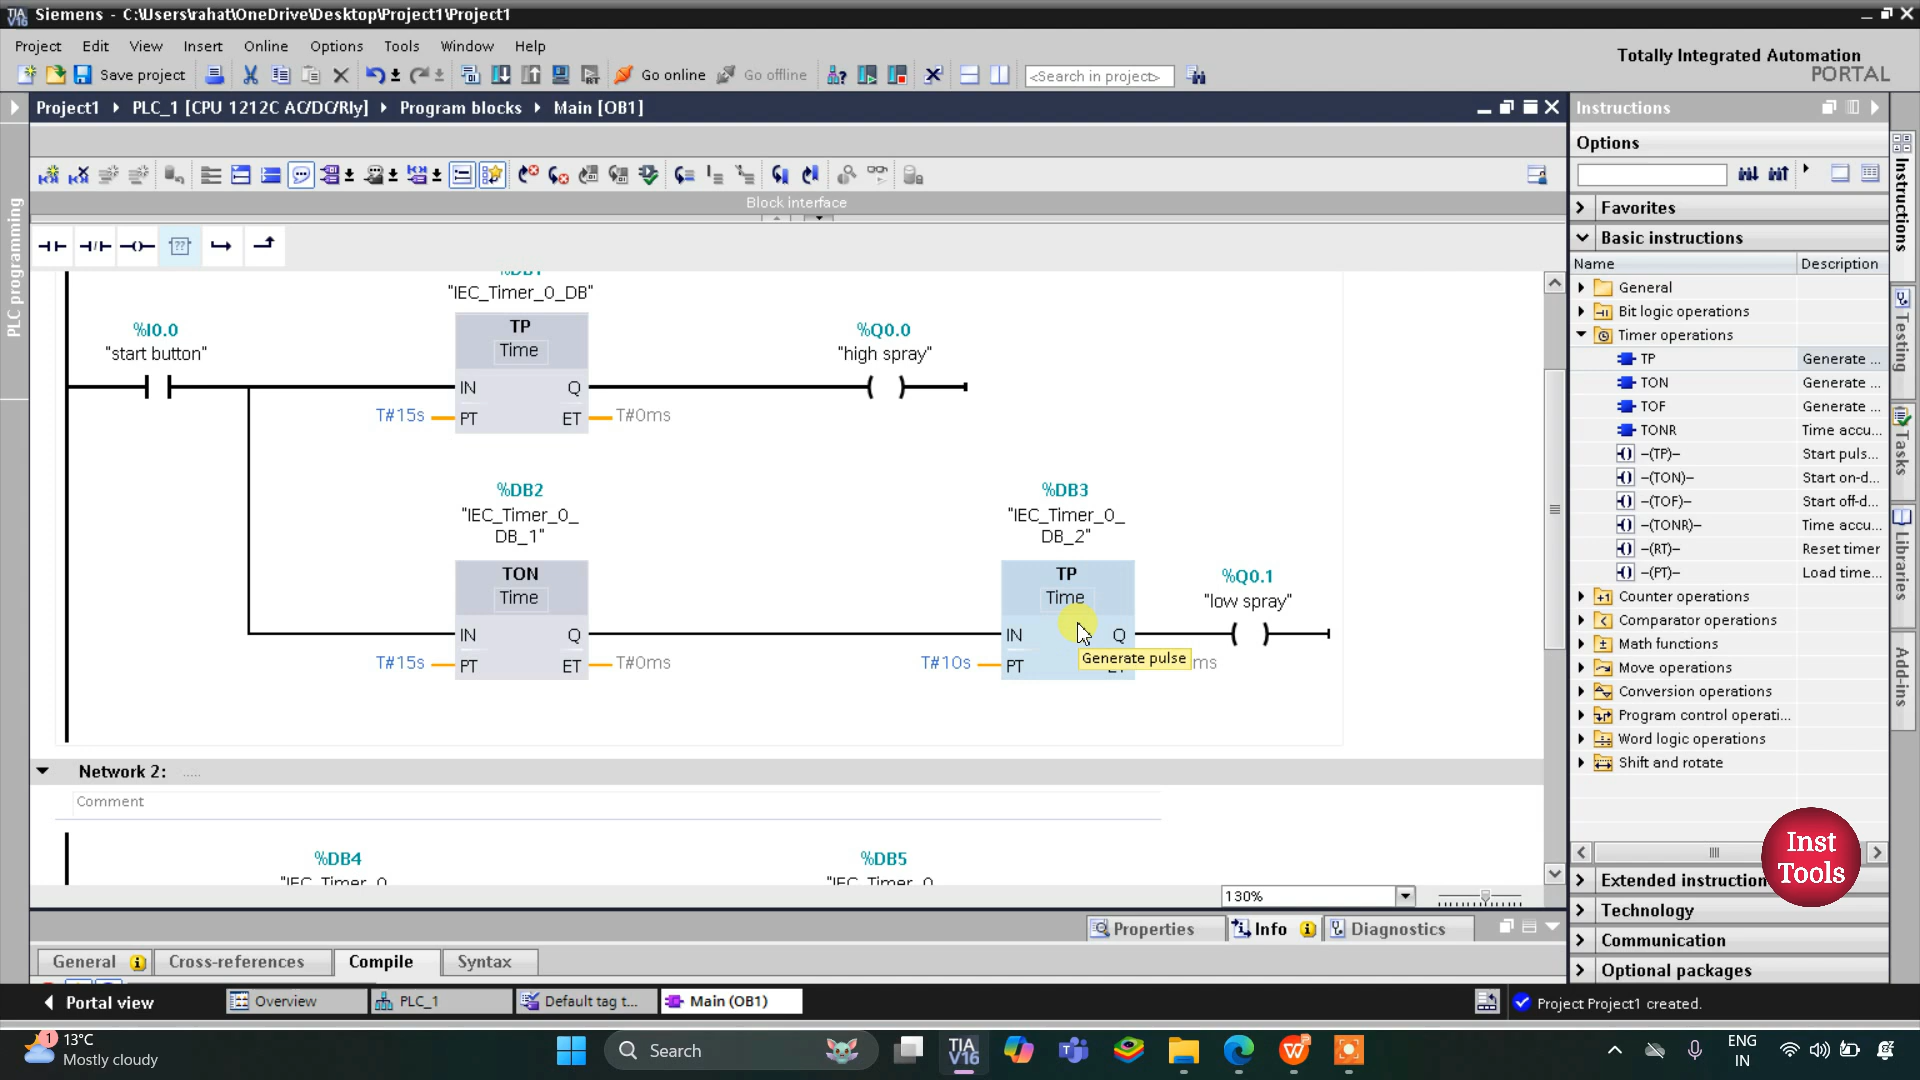 Siemens - C:\Users\rahat\OneDrive\Desktop\Project1\Project1
Project Edit View Insert Online Options Tools Window Help
Totally Integrated Automation
PORTAL
Save project Go online Go offline <Search in project>
Project1 PLC_1 [CPU 1212C AC/DC/Rly] Program blocks Main [OB1]
Instructions
Options
PLC programming
Block interface
Favorites
Basic instructions
Name Description
General
Bit logic operations
Timer operations
TP Generate ...
TON Generate ...
TOF Generate ...
TONR Time accu...
–(TP)– Start puls...
–(TON)– Start on-d...
–(TOF)– Start off-d...
–(TONR)– Time accu...
–(RT)– Reset timer
–(PT)– Load time...
Counter operations
Comparator operations
Math functions
Move operations
Conversion operations
Program control operati...
Word logic operations
Shift and rotate
Extended instruction
Technology
Communication
Optional packages
Instructions
Testing
Tasks
Libraries
Add-ins
%DB1
"IEC_Timer_0_DB"
%I0.0
"start button"
TP
Time
%Q0.0
"high spray"
IN Q
T#15s PT ET T#0ms
%DB2
"IEC_Timer_0_
DB_1"
%DB3
"IEC_Timer_0_
DB_2"
TON
Time
TP
Time
%Q0.1
"low spray"
IN Q
IN Q
T#15s PT ET T#0ms
T#10s PT ms
Generate pulse
Network 2: .....
Comment
%DB4
"IEC_Timer_0_
%DB5
"IEC_Timer_0_
130%
Inst
Tools
Properties Info Diagnostics
General Cross-references Compile Syntax
Portal view Overview PLC_1 Default tag t... Main (OB1)
Project Project1 created.
1
13°C
Mostly cloudy
Search
TIA
V16
ENG
IN